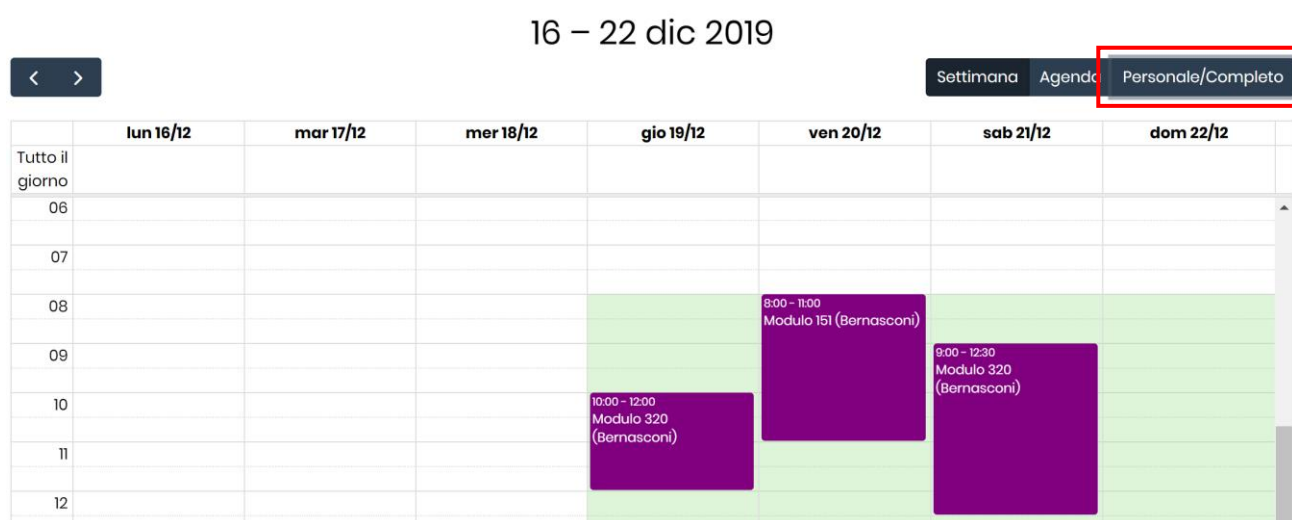 16 – 22 dic 2019
Settimana Agenda Personale/Completo
lun 16/12 mar 17/12 mer 18/12 gio 19/12 ven 20/12 sab 21/12 dom 22/12
Tutto il
giorno
06
07
08
8:00 - 11:00
Modulo 151 (Bernasconi)
09
9:00 - 12:30
Modulo 320
(Bernasconi)
10
10:00 - 12:00
Modulo 320
(Bernasconi)
11
12